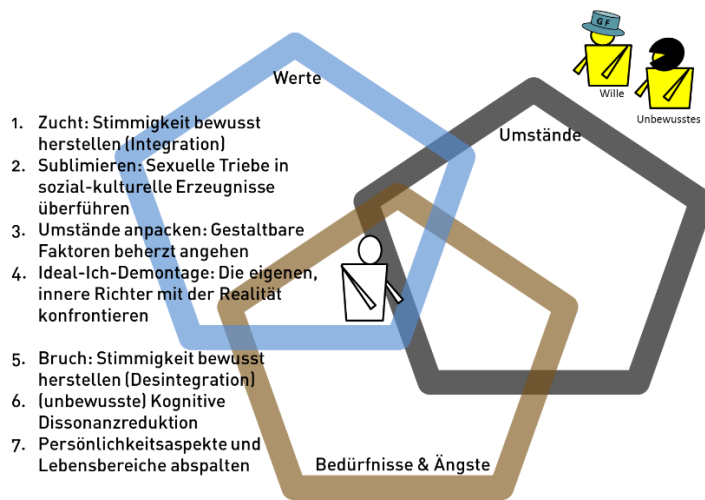 GF
Wille
Unbewusstes
Werte
Umstände
1. Zucht: Stimmigkeit bewusst
herstellen (Integration)
2. Sublimieren: Sexuelle Triebe in
sozial-kulturelle Erzeugnisse
überführen
3. Umstände anpacken: Gestaltbare
Faktoren beherzt angehen
4. Ideal-Ich-Demontage: Die eigenen,
innere Richter mit der Realität
konfrontieren
5. Bruch: Stimmigkeit bewusst
herstellen (Desintegration)
6. (unbewusste) Kognitive
Dissonanzreduktion
7. Persönlichkeitsaspekte und
Lebensbereiche abspalten
Bedürfnisse & Ängste